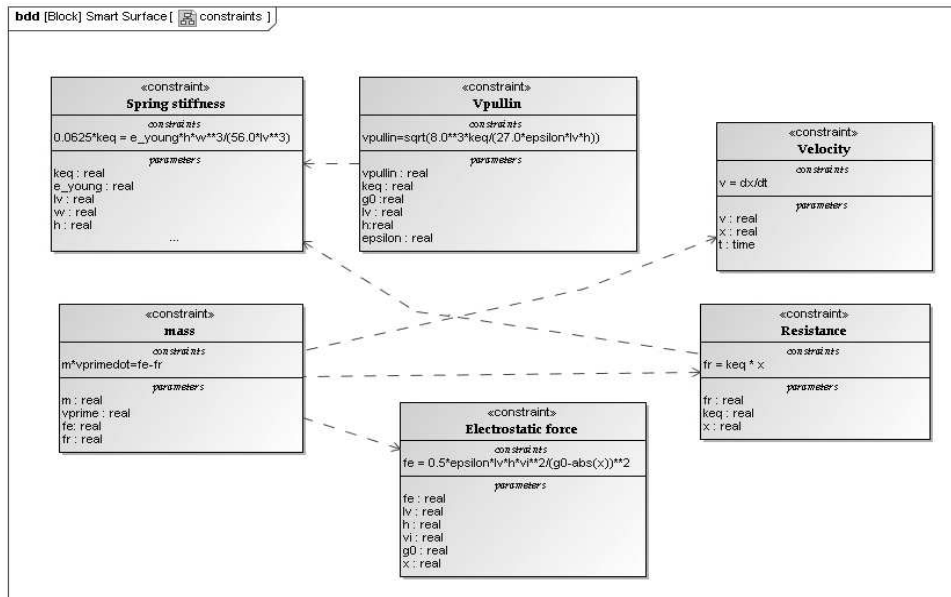 bdd [Block] Smart Surface [ constraints ]
«constraint»
Spring stiffness
constraints
0.0625*keq = e_young*h*w**3/(56.0*lv**3)
parameters
keq : real
e_young : real
lv : real
w : real
h : real
...
«constraint»
Vpullin
constraints
vpullin=sqrt(8.0**3*keq/(27.0*epsilon*lv*h))
parameters
vpullin : real
keq : real
g0 :real
lv : real
h:real
epsilon : real
«constraint»
Velocity
constraints
v = dx/dt
parameters
v : real
x : real
t : time
«constraint»
mass
constraints
m*vprimedot=fe-fr
parameters
m : real
vprime : real
fe: real
fr : real
«constraint»
Electrostatic force
constraints
fe = 0.5*epsilon*lv*h*vi**2/(g0-abs(x))**2
parameters
fe : real
lv : real
h : real
vi : real
g0 : real
x : real
«constraint»
Resistance
constraints
fr = keq * x
parameters
fr : real
keq : real
x : real